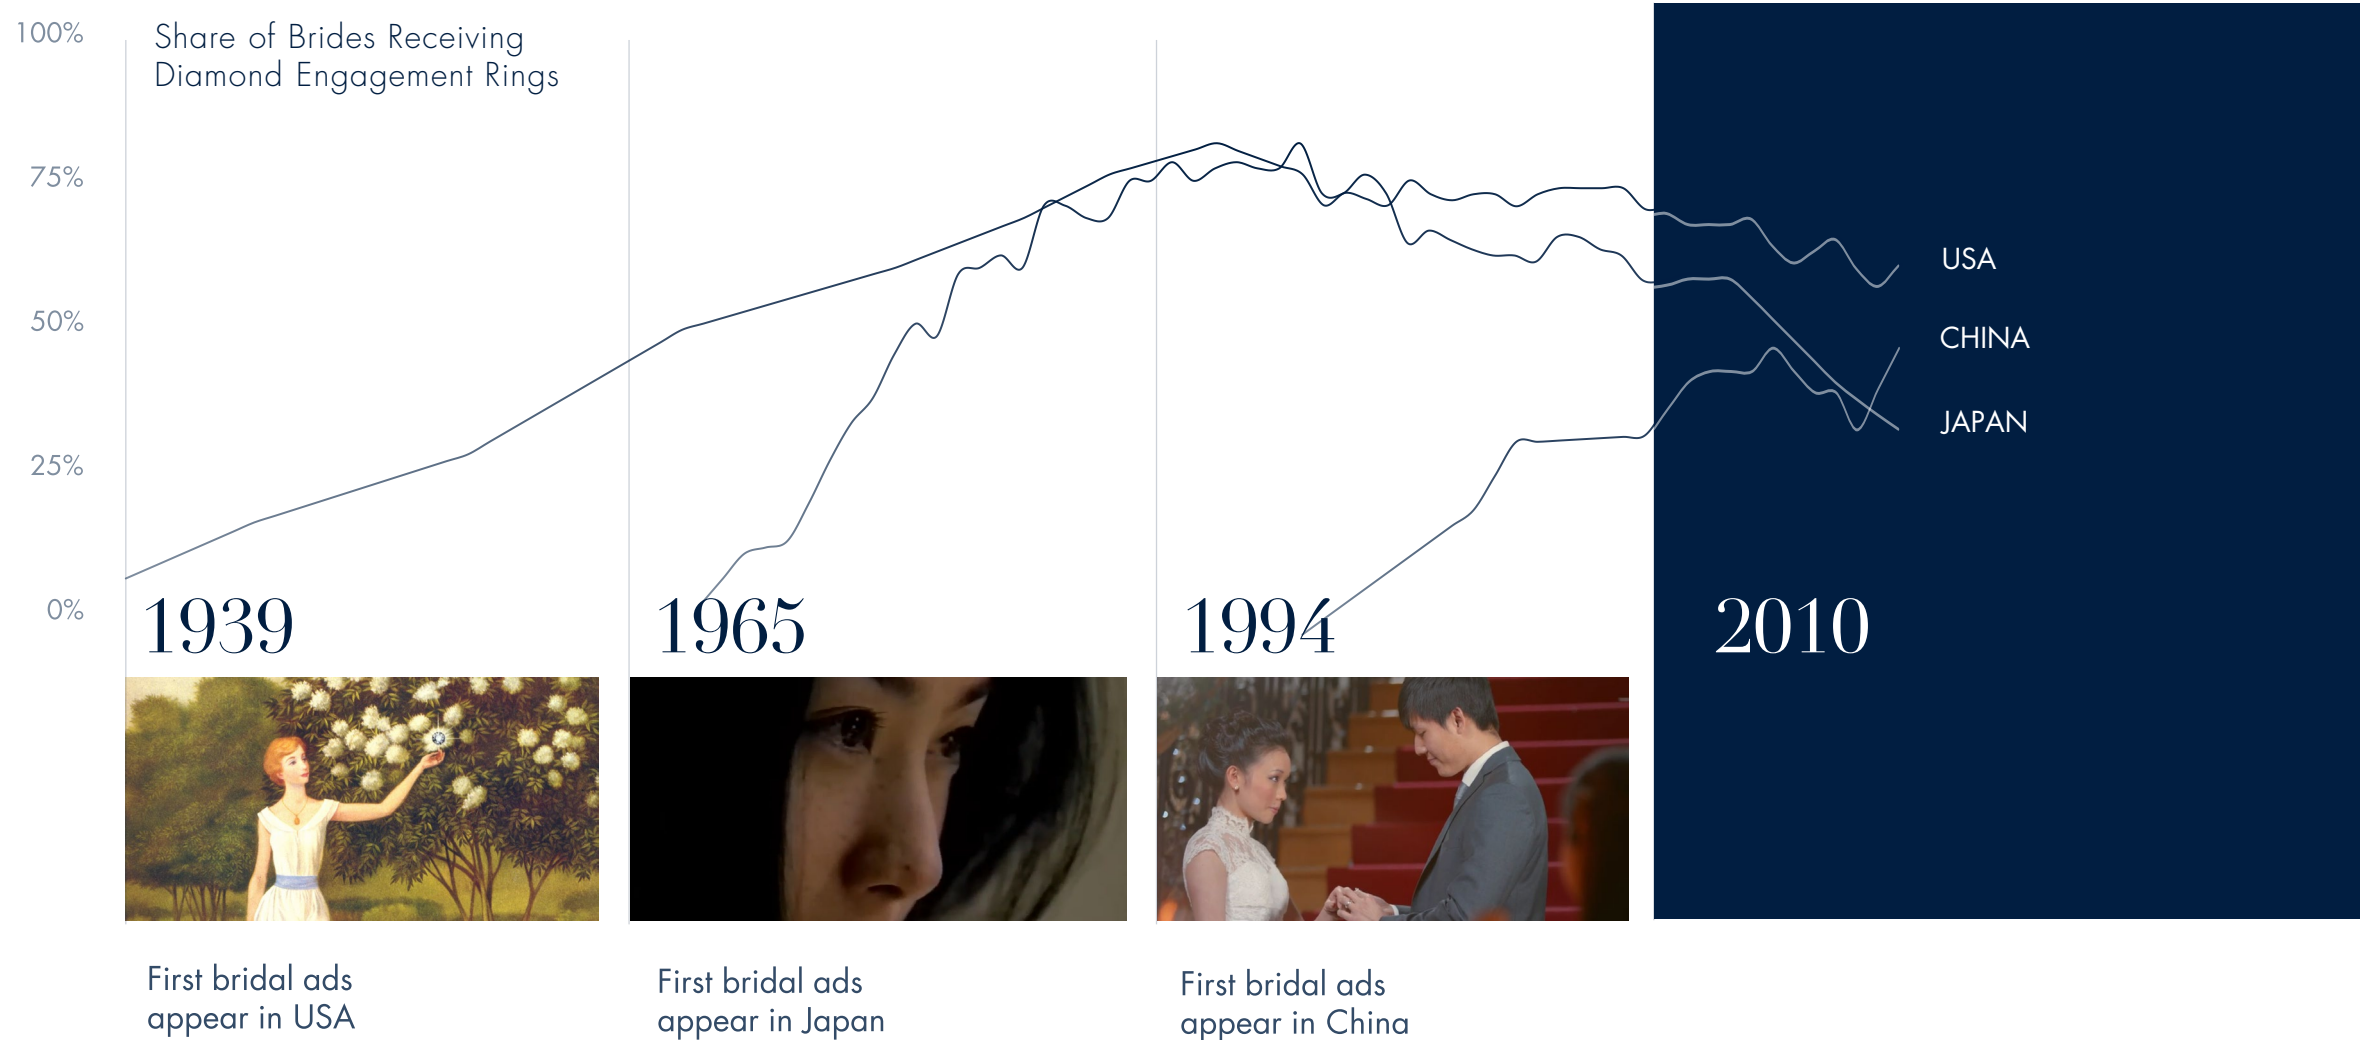 Share of Brides Receiving
Diamond Engagement Rings
100%
75%
50%
25%
0%
USA
CHINA
JAPAN
1939
1965
1994
2010
First bridal ads
appear in USA
First bridal ads
appear in Japan
First bridal ads
appear in China